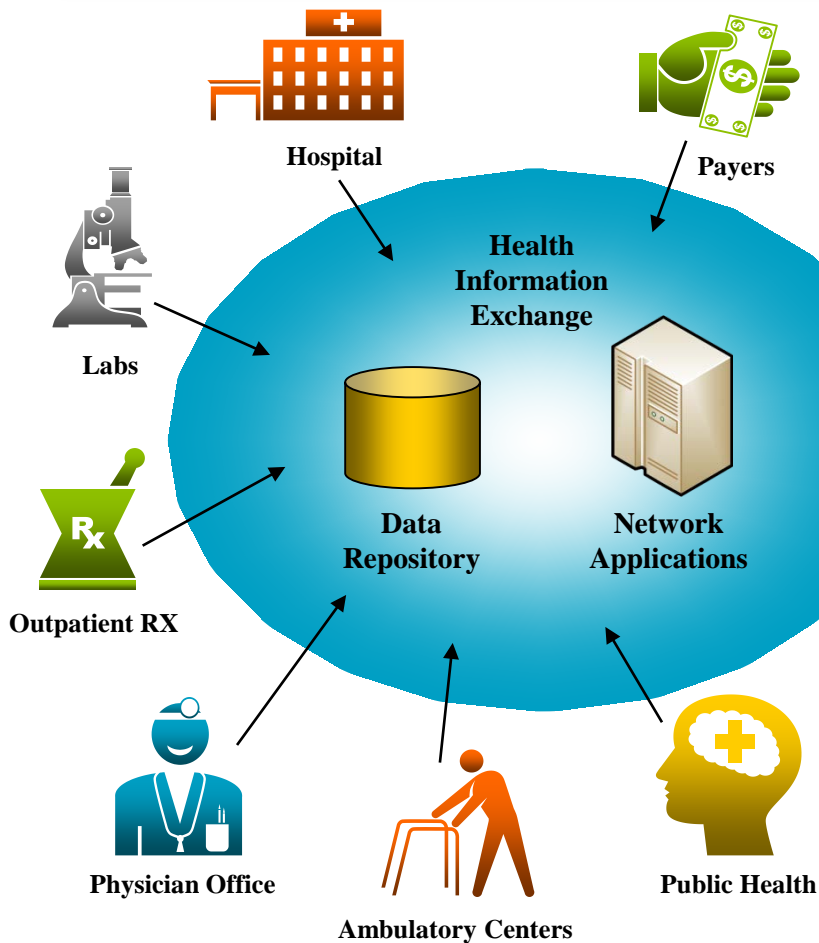 Hospital
Payers
Health
Information
Exchange
Labs
Rx
Outpatient RX
Data
Repository
Network
Applications
Physician Office
Ambulatory Centers
Public Health
$
$
$
$
$